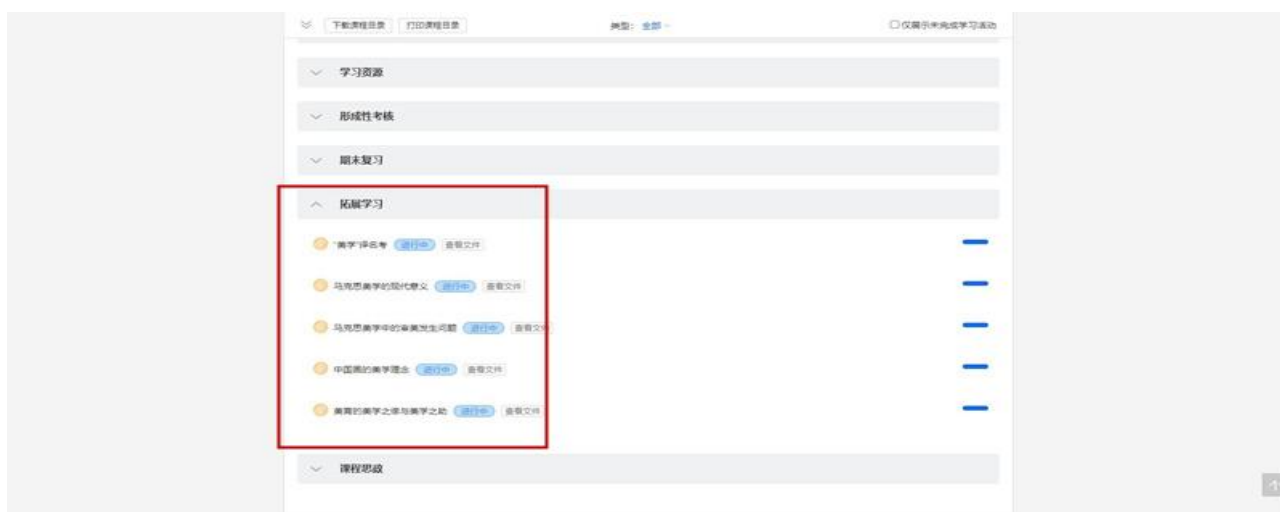 下载课程目录 打印课程目录 类型: 全部 仅展示未完成学习活动
学习资源
形成性考核
期末复习
拓展学习
"美学"译名考 进行中 查看文件
马克思美学的现代意义 进行中 查看文件
马克思美学中的审美发生问题 进行中 查看文件
中国画的美学理念 进行中 查看文件
美育的美学之维与美学之助 进行中 查看文件
课程思政